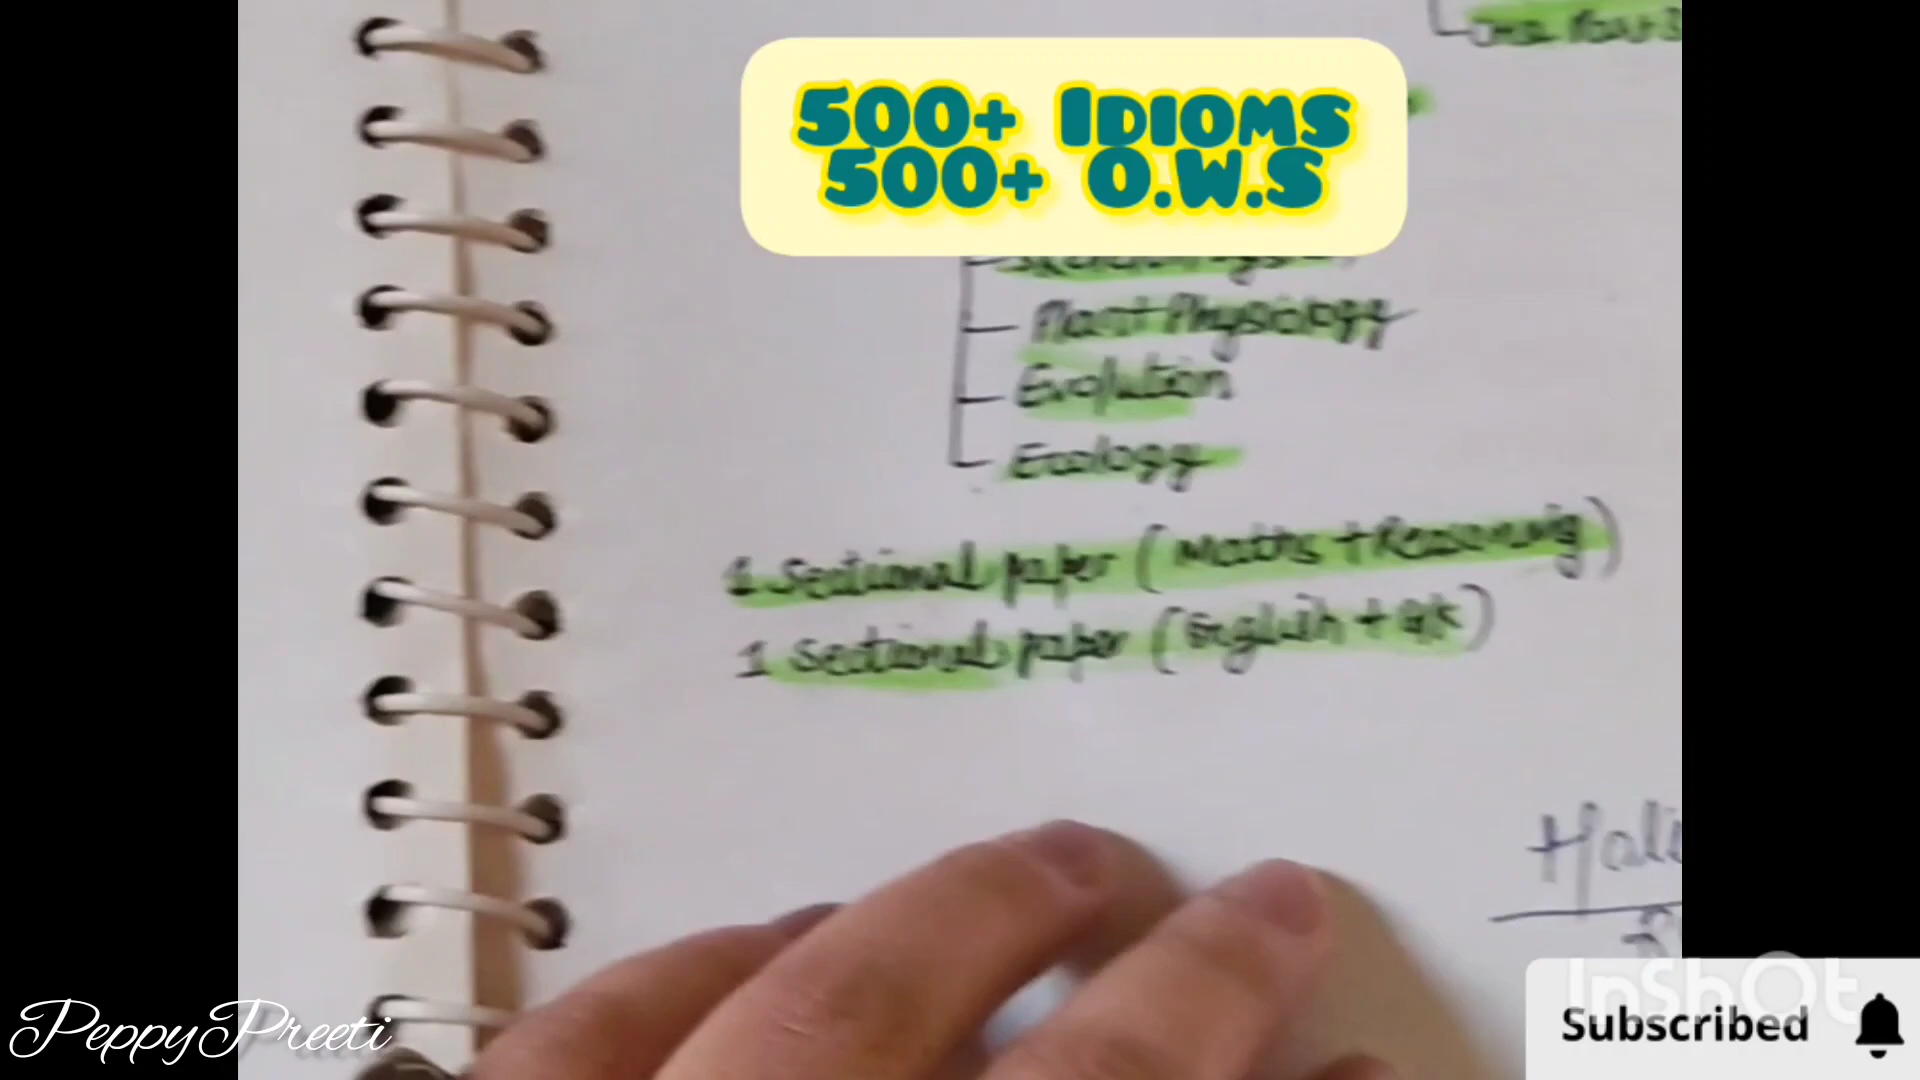 500+ Idioms
500+ O.W.S
Plant Physiology
Evolution
Ecology
1 Sectional paper (Maths + Reasoning)
1 Sectional paper (English + GK)
InShOt
Subscribed
PeppyPreeti